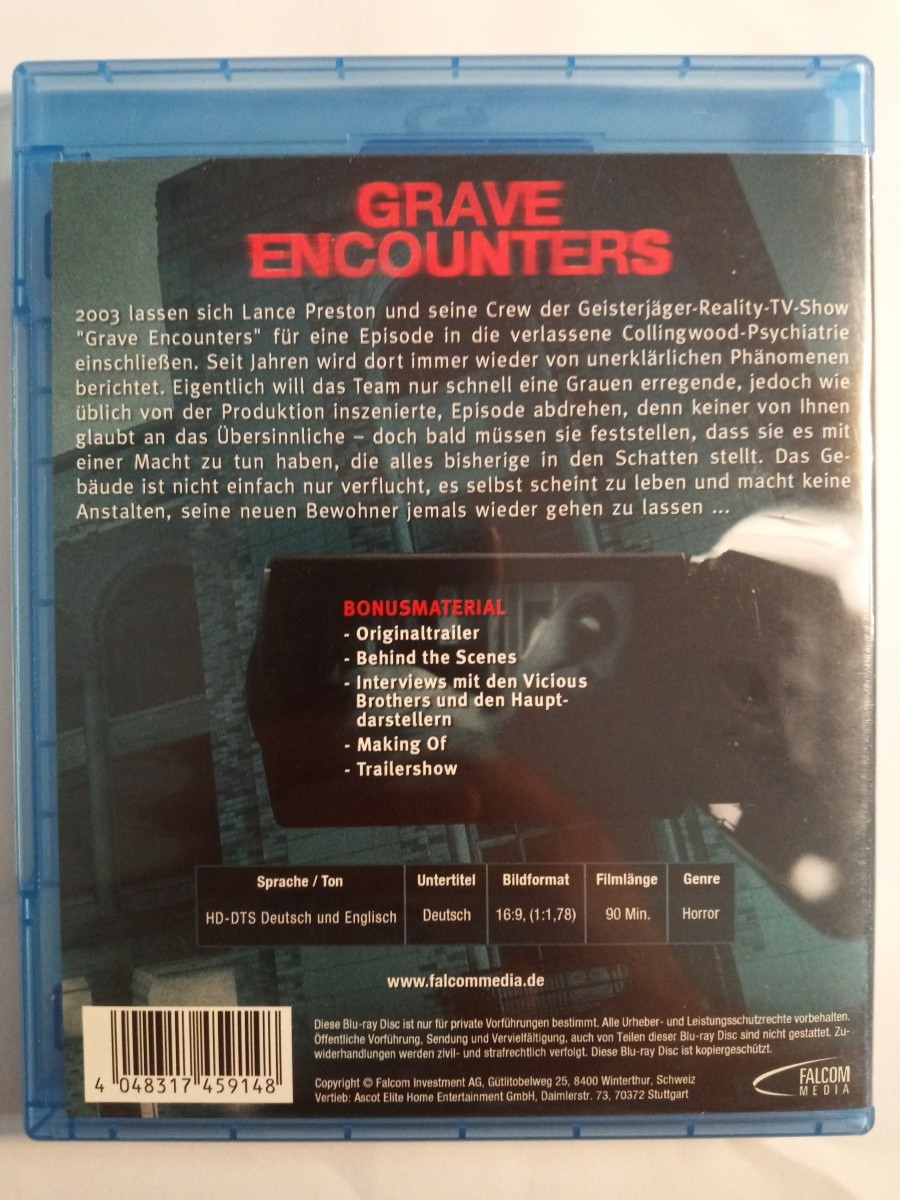 GRAVE
ENCOUNTERS
2003 lassen sich Lance Preston und seine Crew der Geisterjäger-Reality-TV-Show
"Grave Encounters" für eine Episode in die verlassene Collingwood-Psychiatrie
einschließen. Seit Jahren wird dort immer wieder von unerklärlichen Phänomenen
berichtet. Eigentlich will das Team nur schnell eine Grauen erregende, jedoch wie
üblich von der Produktion inszenierte, Episode abdrehen, denn keiner von Ihnen
glaubt an das Übersinnliche – doch bald müssen sie feststellen, dass sie es mit
einer Macht zu tun haben, die alles bisherige in den Schatten stellt. Das Ge-
bäude ist nicht einfach nur verflucht, es selbst scheint zu leben und macht keine
Anstalten, seine neuen Bewohner jemals wieder gehen zu lassen ...
BONUSMATERIAL
- Originaltrailer
- Behind the Scenes
- Interviews mit den Vicious
Brothers und den Haupt-
darstellern
- Making Of
- Trailershow
Sprache / Ton Untertitel Bildformat Filmlänge Genre
HD-DTS Deutsch und Englisch Deutsch 16:9, (1:1,78) 90 Min. Horror
www.falcommedia.de
Diese Blu-ray Disc ist nur für private Vorführungen bestimmt. Alle Urheber- und Leistungsschutzrechte vorbehalten.
Öffentliche Vorführung, Sendung und Vervielfältigung, auch von Teilen dieser Blu-ray Disc sind nicht gestattet. Zu-
widerhandlungen werden zivil- und strafrechtlich verfolgt. Diese Blu-ray Disc ist kopiergeschützt.
Copyright © Falcom Investment AG, Gütlitobelweg 25, 8400 Winterthur, Schweiz
Vertieb: Ascot Elite Home Entertainment GmbH, Daimlerstr. 73, 70372 Stuttgart
4 048317 459148
FALCOM
MEDIA